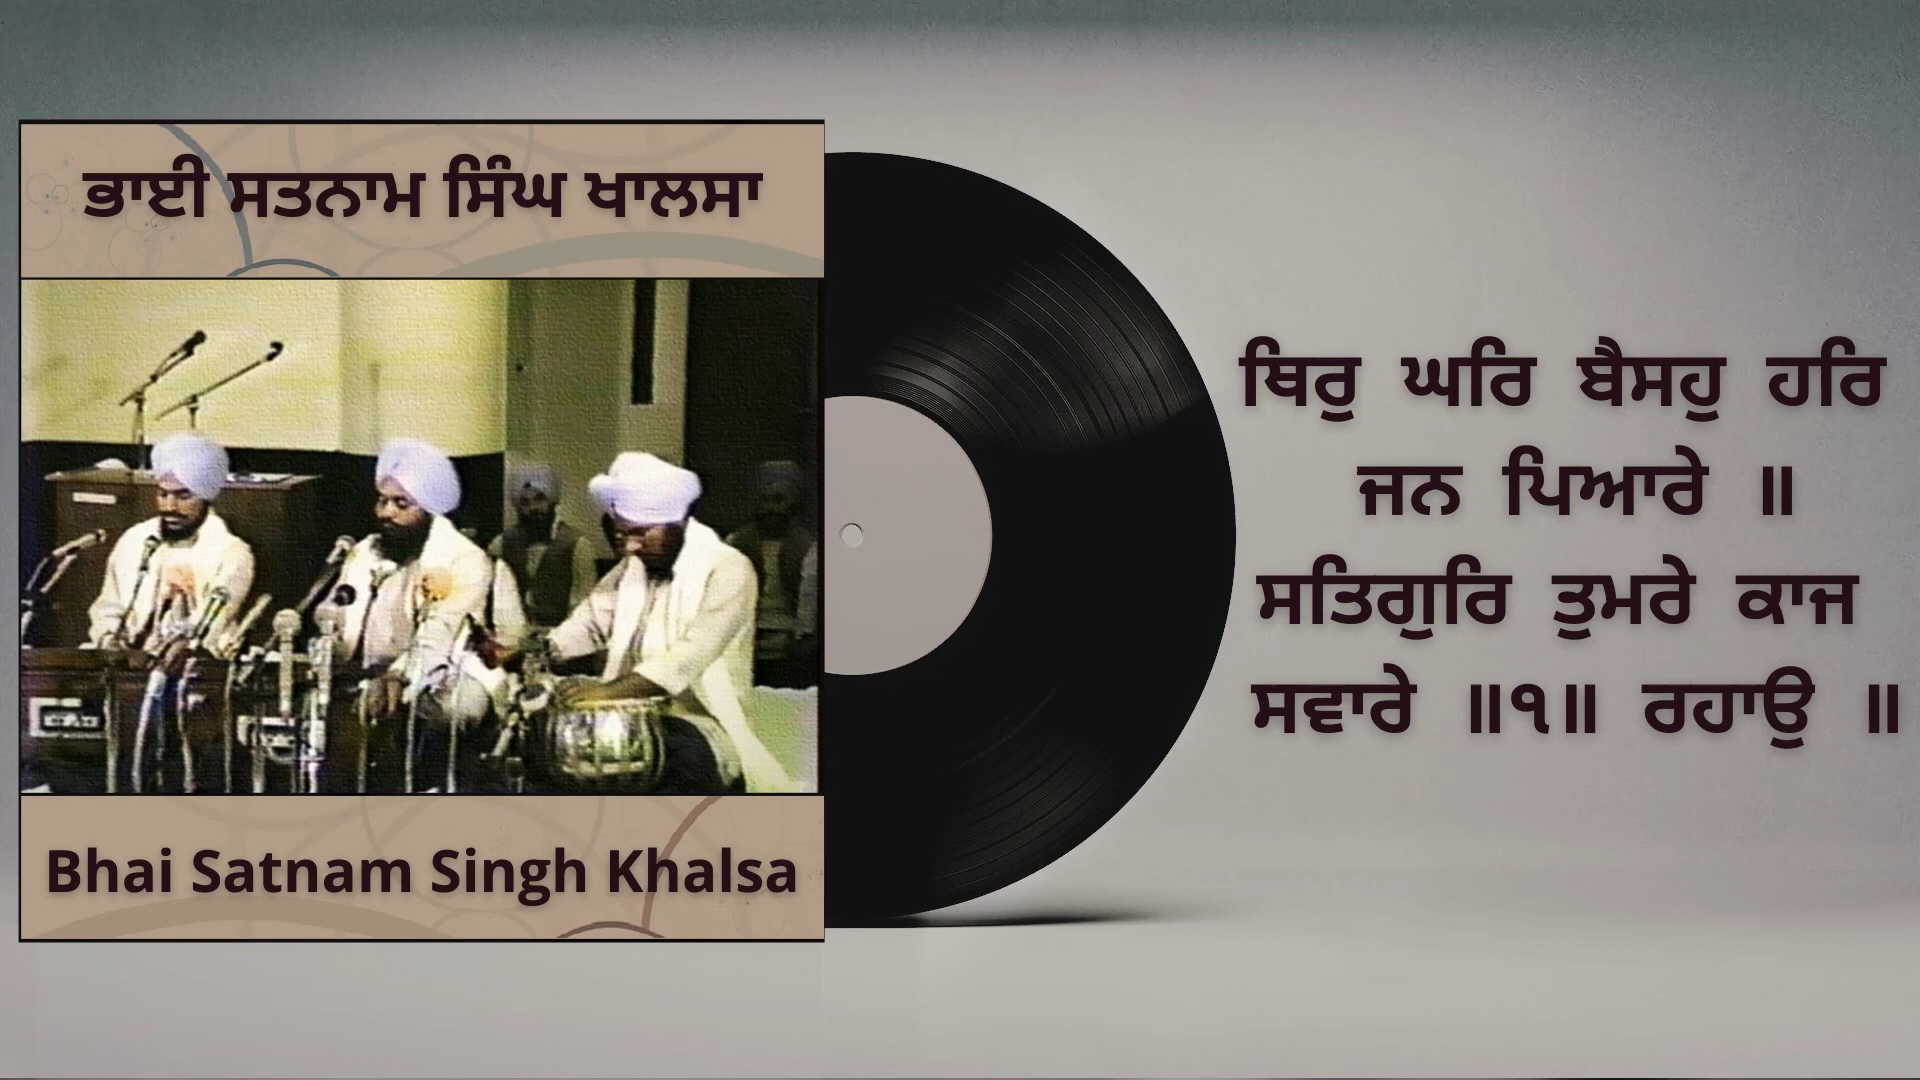 ਭਾਈ ਸਤਨਾਮ ਸਿੰਘ ਖਾਲਸਾ
Bhai Satnam Singh Khalsa
ਥਿਰੁ ਘਰਿ ਬੈਸਹੁ ਹਰਿ
ਜਨ ਪਿਆਰੇ ॥
ਸਤਿਗੁਰਿ ਤੁਮਰੇ ਕਾਜ
ਸਵਾਰੇ ॥੧॥ ਰਹਾਉ ॥